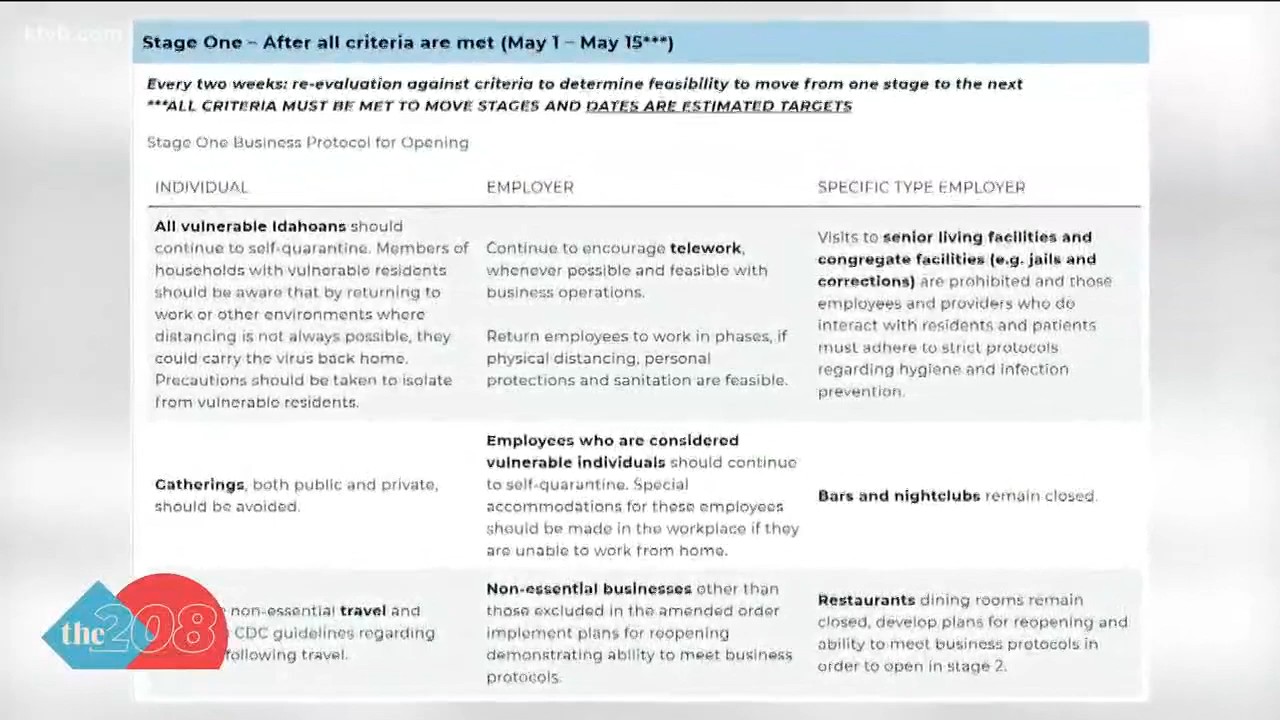 ktvb.com
Stage One – After all criteria are met (May 1 – May 15***)
Every two weeks: re-evaluation against criteria to determine feasibility to move from one stage to the next
***ALL CRITERIA MUST BE MET TO MOVE STAGES AND DATES ARE ESTIMATED TARGETS
Stage One Business Protocol for Opening
INDIVIDUAL
All vulnerable Idahoans should
continue to self-quarantine. Members of
households with vulnerable residents
should be aware that by returning to
work or other environments where
distancing is not always possible, they
could carry the virus back home.
Precautions should be taken to isolate
from vulnerable residents.
Gatherings, both public and private,
should be avoided.
non-essential travel and
CDC guidelines regarding
following travel.
EMPLOYER
Continue to encourage telework,
whenever possible and feasible with
business operations.
Return employees to work in phases, if
physical distancing, personal
protections and sanitation are feasible.
Employees who are considered
vulnerable individuals should continue
to self-quarantine. Special
accommodations for these employees
should be made in the workplace if they
are unable to work from home.
Non-essential businesses other than
those excluded in the amended order
implement plans for reopening
demonstrating ability to meet business
protocols.
SPECIFIC TYPE EMPLOYER
Visits to senior living facilities and
congregate facilities (e.g. jails and
corrections) are prohibited and those
employees and providers who do
interact with residents and patients
must adhere to strict protocols
regarding hygiene and infection
prevention.
Bars and nightclubs remain closed.
Restaurants dining rooms remain
closed, develop plans for reopening and
ability to meet business protocols in
order to open in stage 2.
the 208